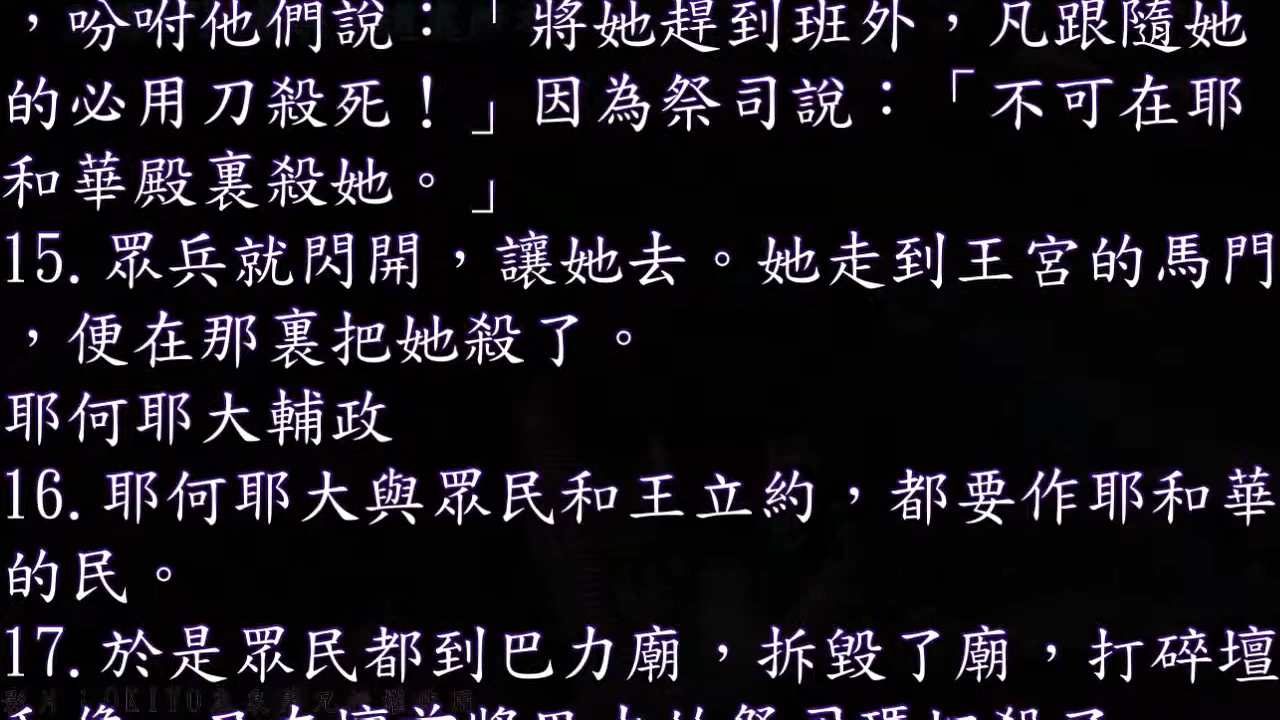 ，吩咐他們說：「將她趕到班外，凡跟隨她
的必用刀殺死！」因為祭司說：「不可在耶
和華殿裏殺她。」
15.眾兵就閃開，讓她去。她走到王宮的馬門
，便在那裏把她殺了。
耶何耶大輔政
16.耶何耶大與眾民和王立約，都要作耶和華
的民。
17.於是眾民都到巴力廟，拆毀了廟，打碎壇